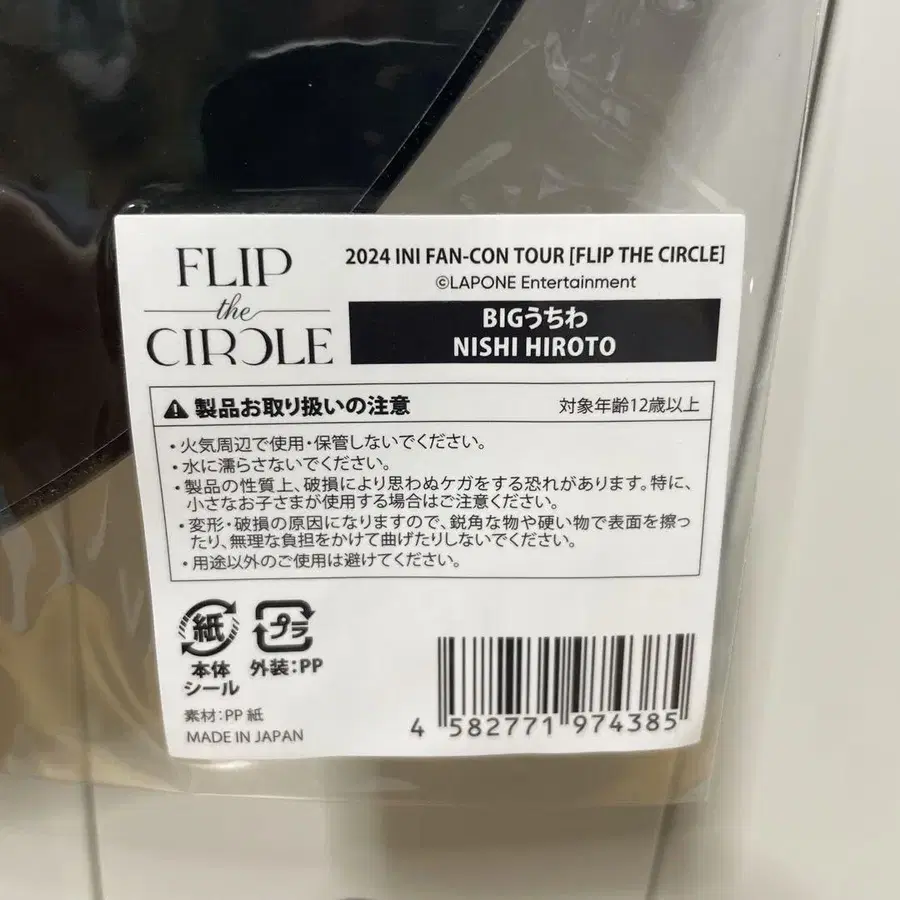 FLIP
the
CIRCLE
2024 INI FAN-CON TOUR [FLIP THE CIRCLE]
©LAPONE Entertainment
BIGうちわ
NISHI HIROTO
製品お取り扱いの注意
対象年齢12歳以上
・火気周辺で使用・保管しないでください。
・水に濡らさないでください。
・製品の性質上、破損により思わぬケガをする恐れがあります。特に、
小さなお子さまが使用する場合はご注意ください。
・変形・破損の原因になりますので、鋭角な物や硬い物で表面を擦っ
たり、無理な負担をかけて曲げたりしないでください。
・用途以外のご使用は避けてください。
紙
本体
シール
プラ
外装:PP
素材:PP 紙
MADE IN JAPAN
4 582771 974385